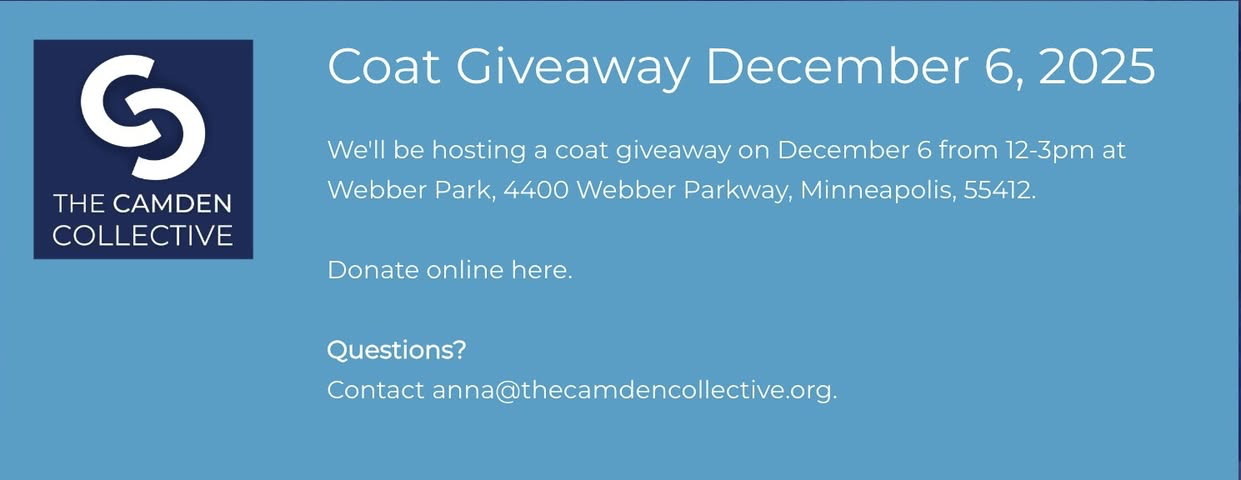 THE CAMDEN
COLLECTIVE
Coat Giveaway December 6, 2025
We'll be hosting a coat giveaway on December 6 from 12-3pm at
Webber Park, 4400 Webber Parkway, Minneapolis, 55412.
Donate online here.
Questions?
Contact anna@thecamdencollective.org.